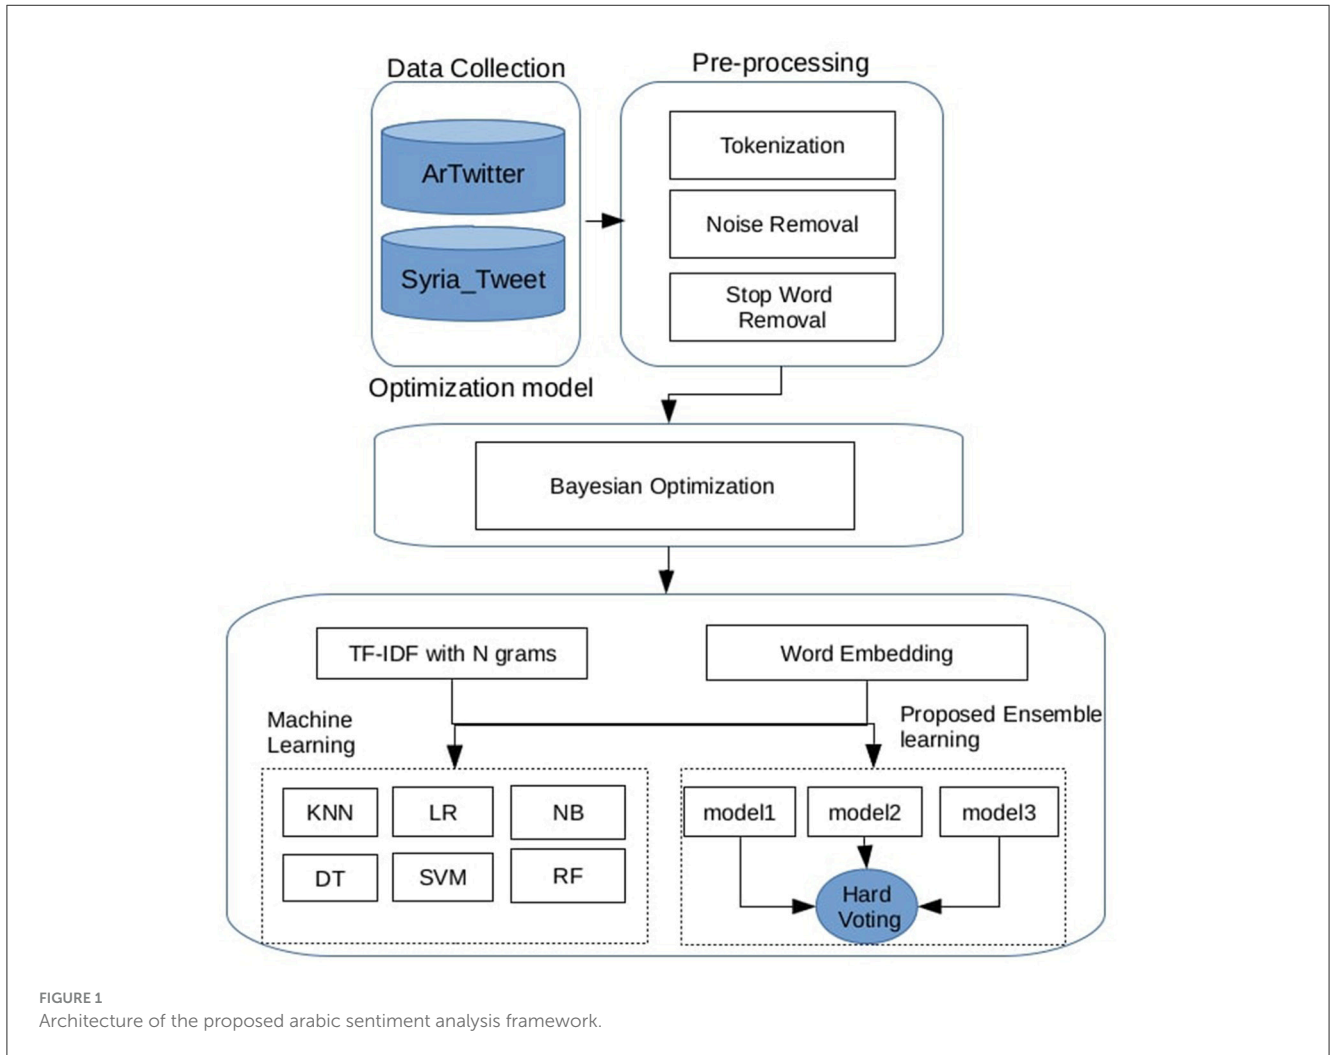 Data Collection
Pre-processing
ArTwitter
Syria_Tweet
Tokenization
Noise Removal
Stop Word
Removal
Optimization model
Bayesian Optimization
TF-IDF with N grams
Word Embedding
Machine
Learning
Proposed Ensemble
learning
KNN
LR
NB
DT
SVM
RF
model1
model2
model3
Hard
Voting
FIGURE 1
Architecture of the proposed arabic sentiment analysis framework.